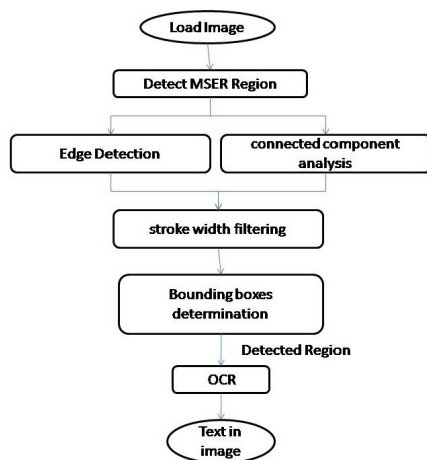 Load Image
Detect MSER Region
Edge Detection
connected component
analysis
stroke width filtering
Bounding boxes
determination
Detected Region
OCR
Text in
image